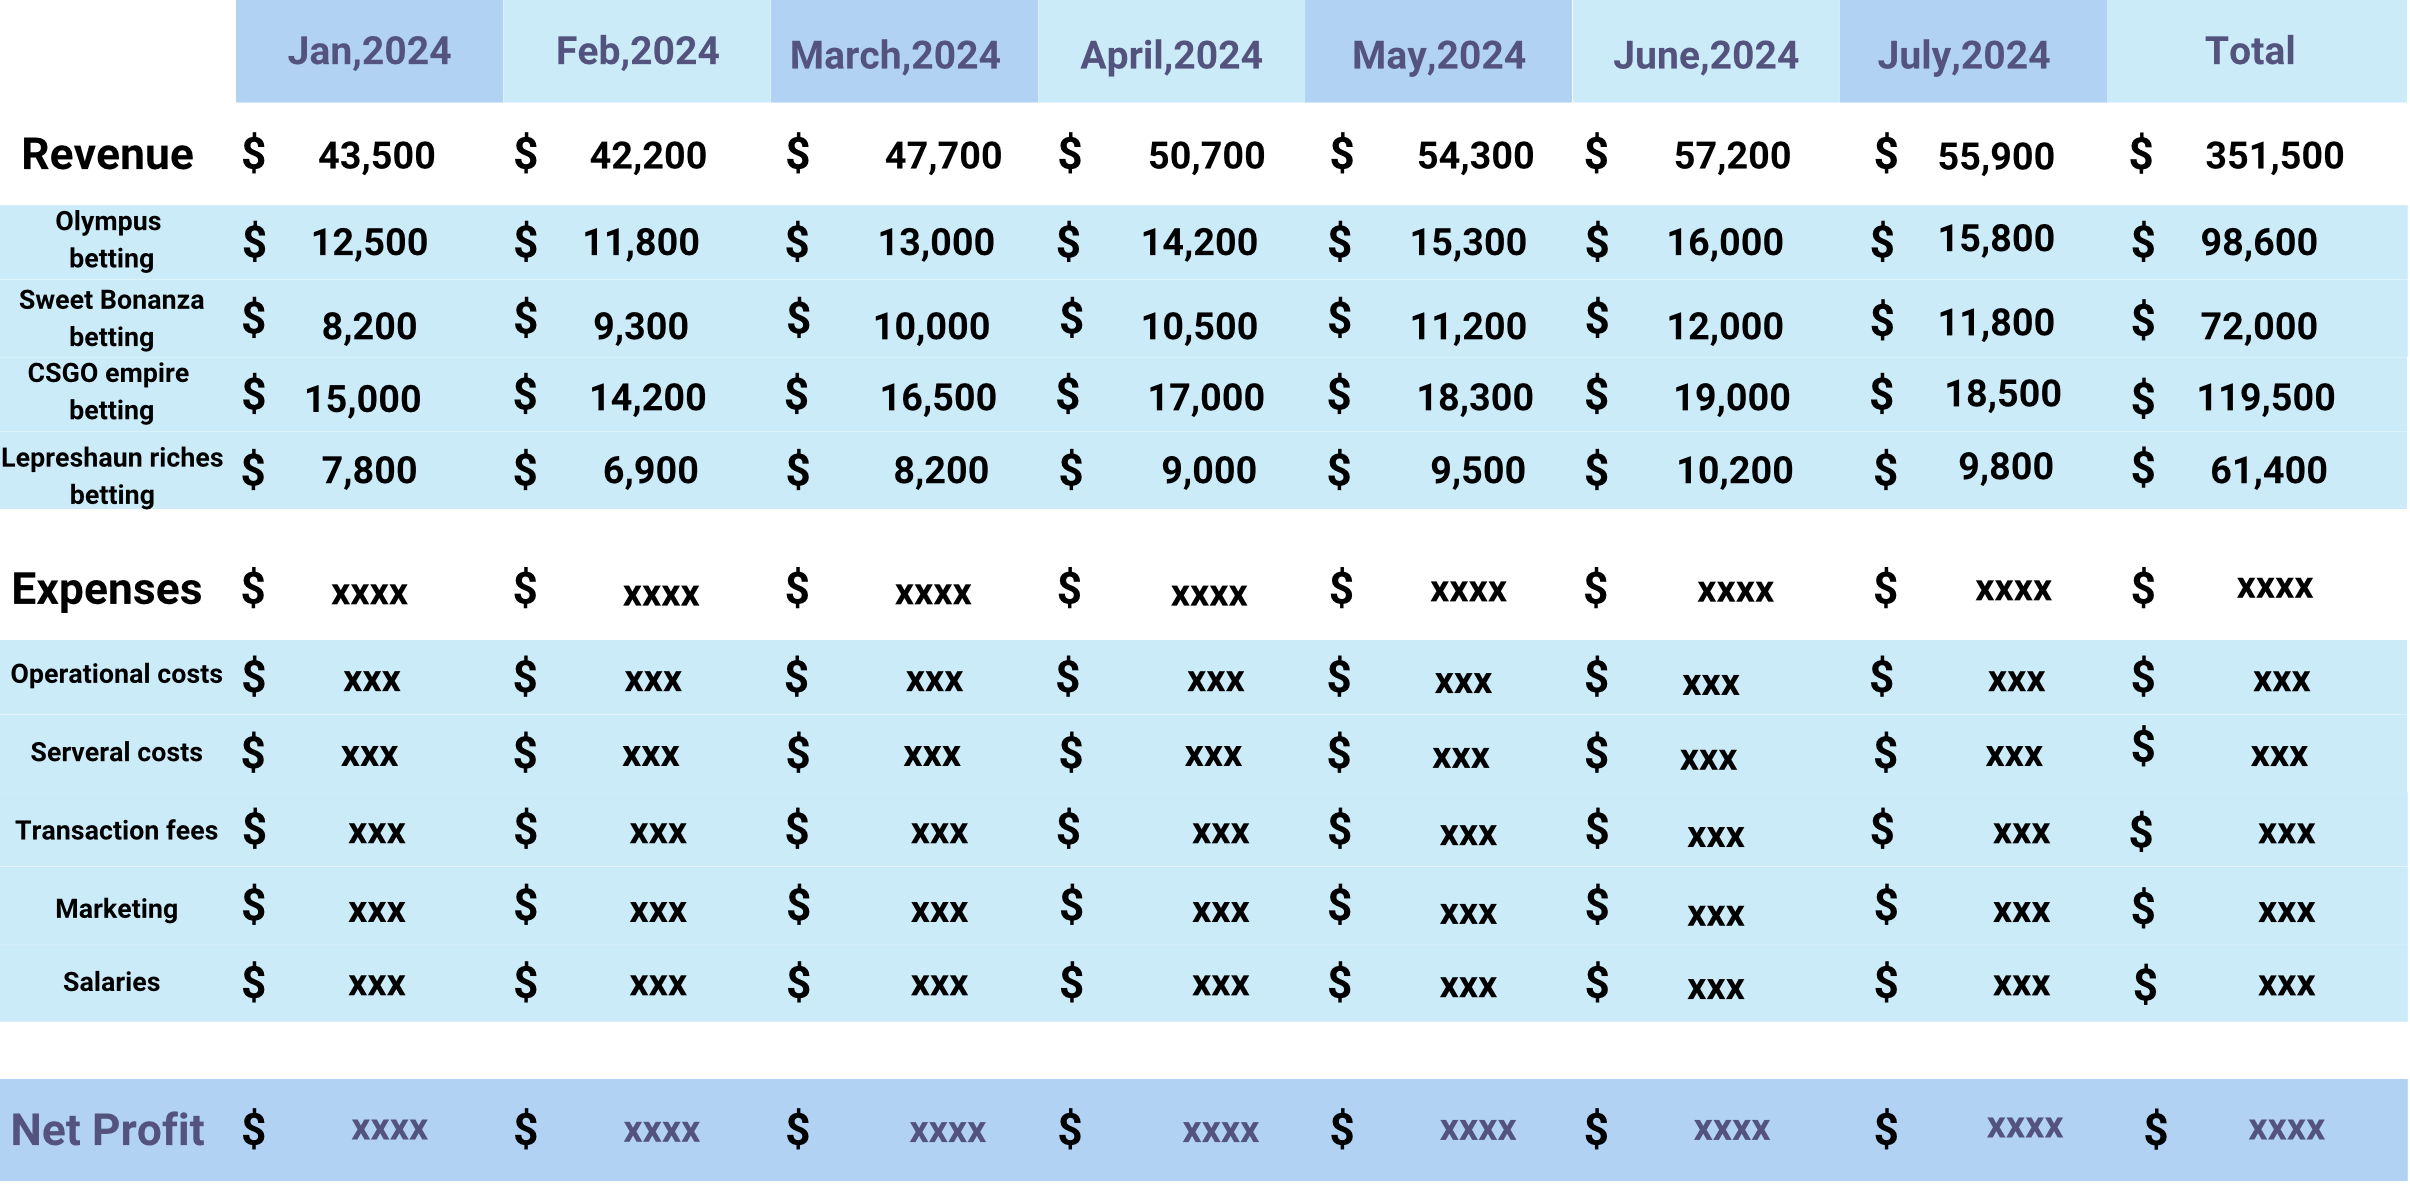 Jan,2024 Feb,2024 March,2024 April,2024 May,2024 June,2024 July,2024 Total
Revenue $ 43,500 $ 42,200 $ 47,700 $ 50,700 $ 54,300 $ 57,200 $ 55,900 $ 351,500
Olympus
betting $ 12,500 $ 11,800 $ 13,000 $ 14,200 $ 15,300 $ 16,000 $ 15,800 $ 98,600
Sweet Bonanza
betting $ 8,200 $ 9,300 $ 10,000 $ 10,500 $ 11,200 $ 12,000 $ 11,800 $ 72,000
CSGO empire
betting $ 15,000 $ 14,200 $ 16,500 $ 17,000 $ 18,300 $ 19,000 $ 18,500 $ 119,500
Lepreshaun riches
betting $ 7,800 $ 6,900 $ 8,200 $ 9,000 $ 9,500 $ 10,200 $ 9,800 $ 61,400
Expenses $ xxxx $ xxxx $ xxxx $ xxxx $ xxxx $ xxxx $ xxxx $ xxxx
Operational costs $ xxx $ xxx $ xxx $ xxx $ xxx $ xxx $ xxx $ xxx
Serveral costs $ xxx $ xxx $ xxx $ xxx $ xxx $ xxx $ xxx $ xxx
Transaction fees $ xxx $ xxx $ xxx $ xxx $ xxx $ xxx $ xxx $ xxx
Marketing $ xxx $ xxx $ xxx $ xxx $ xxx $ xxx $ xxx $ xxx
Salaries $ xxx $ xxx $ xxx $ xxx $ xxx $ xxx $ xxx $ xxx
Net Profit $ xxxx $ xxxx $ xxxx $ xxxx $ xxxx $ xxxx $ xxxx $ xxxx